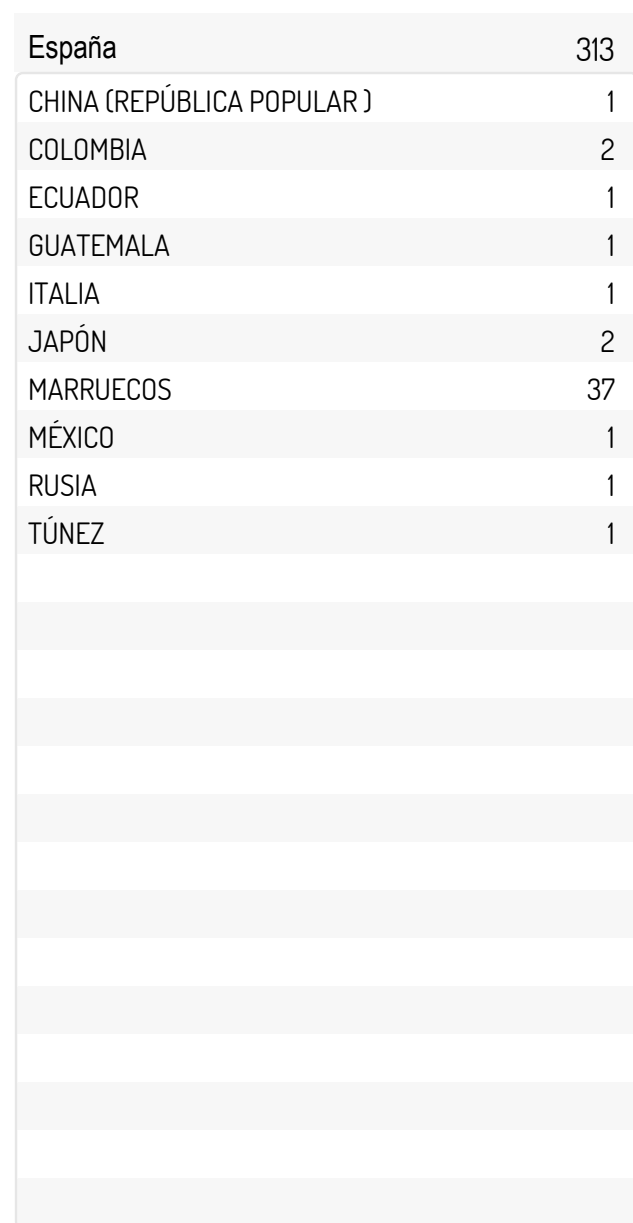 España 313
CHINA (REPÚBLICA POPULAR ) 1
COLOMBIA 2
ECUADOR 1
GUATEMALA 1
ITALIA 1
JAPÓN 2
MARRUECOS 37
MÉXICO 1
RUSIA 1
TÚNEZ 1